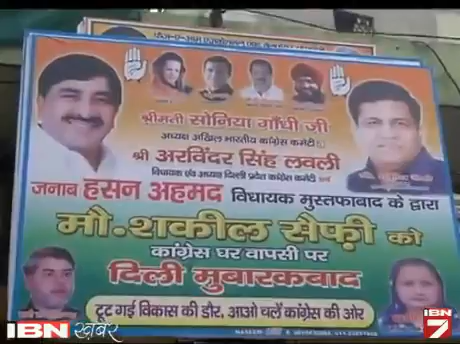 श्रीमती सोनिया गाँधी जी
अध्यक्ष अखिल भारतीय कांग्रेस कमेटी
श्री अरविंदर सिंह लवली
विधायक एवं अध्यक्ष दिल्ली प्रदेश कांग्रेस कमेटी
जनाब हसन अहमद विधायक मुस्तफाबाद के द्वारा
मौ. शकील सैफी को
कांग्रेस घर वापसी पर
दिली मुबारकबाद
टूट गई विकास की डौर, आओ चलें कांग्रेस की ओर
IBN ख़बर
IBN
7